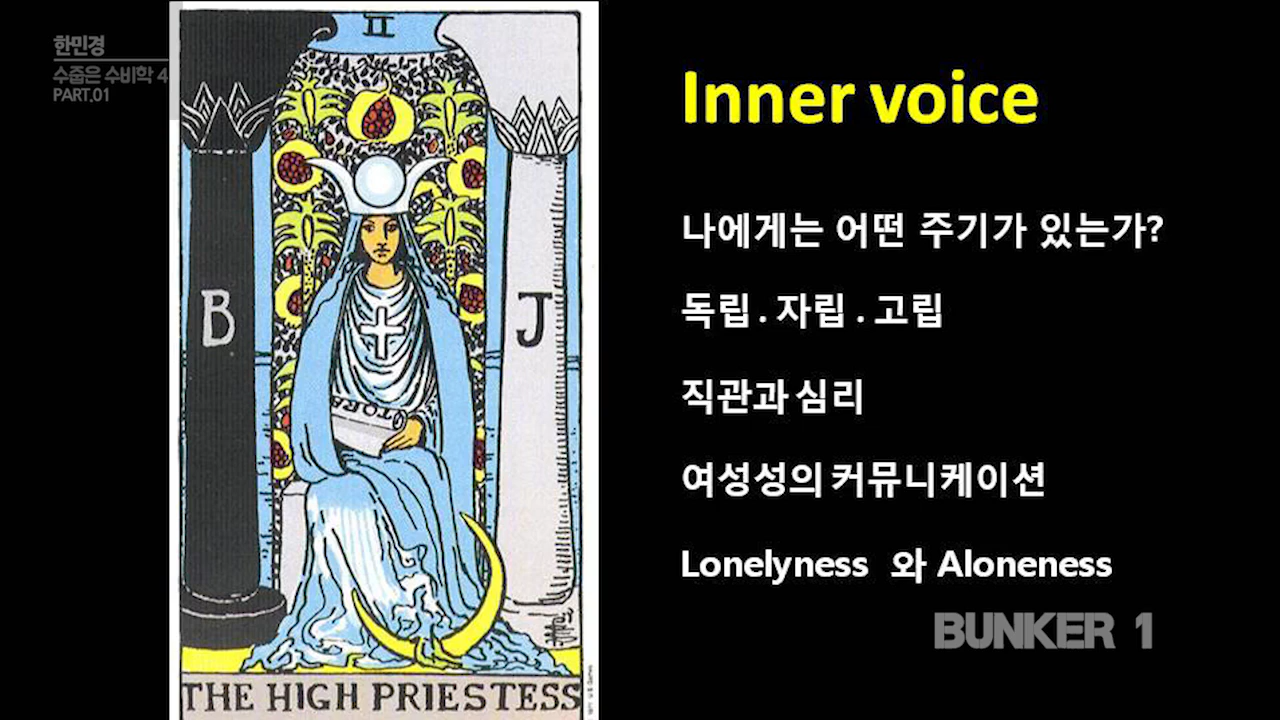 한민경
수줍은 수비학 4
PART.01
II
B
J
TORA
THE HIGH PRIESTESS
Inner voice
나에게는 어떤 주기가 있는가?
독립 . 자립 . 고립
직관과 심리
여성성의 커뮤니케이션
Lonelyness 와 Aloneness
BUNKER 1